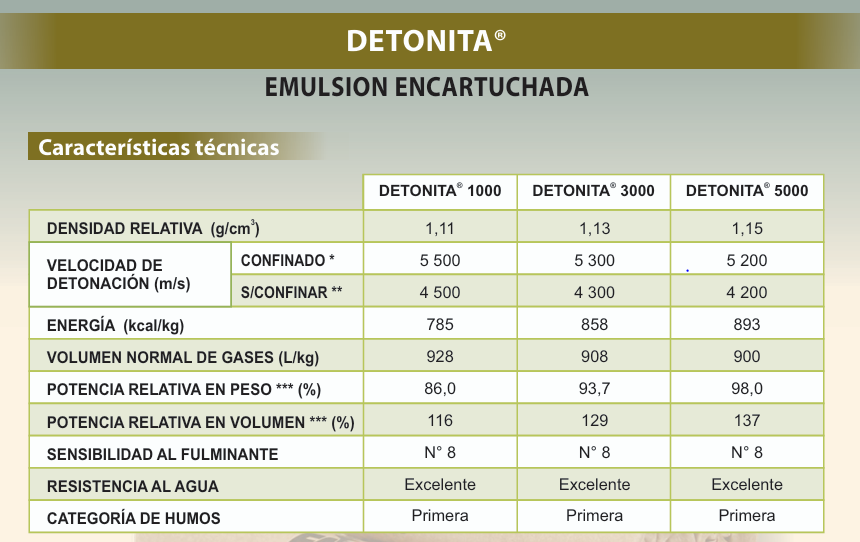 DETONITA®
EMULSION ENCARTUCHADA
Características técnicas
DETONITA® 1000 DETONITA® 3000 DETONITA® 5000
DENSIDAD RELATIVA (g/cm³) 1,11 1,13 1,15
VELOCIDAD DE DETONACIÓN (m/s) CONFINADO * 5 500 5 300 5 200
S/CONFINAR ** 4 500 4 300 4 200
ENERGÍA (kcal/kg) 785 858 893
VOLUMEN NORMAL DE GASES (L/kg) 928 908 900
POTENCIA RELATIVA EN PESO *** (%) 86,0 93,7 98,0
POTENCIA RELATIVA EN VOLUMEN *** (%) 116 129 137
SENSIBILIDAD AL FULMINANTE N° 8 N° 8 N° 8
RESISTENCIA AL AGUA Excelente Excelente Excelente
CATEGORÍA DE HUMOS Primera Primera Primera